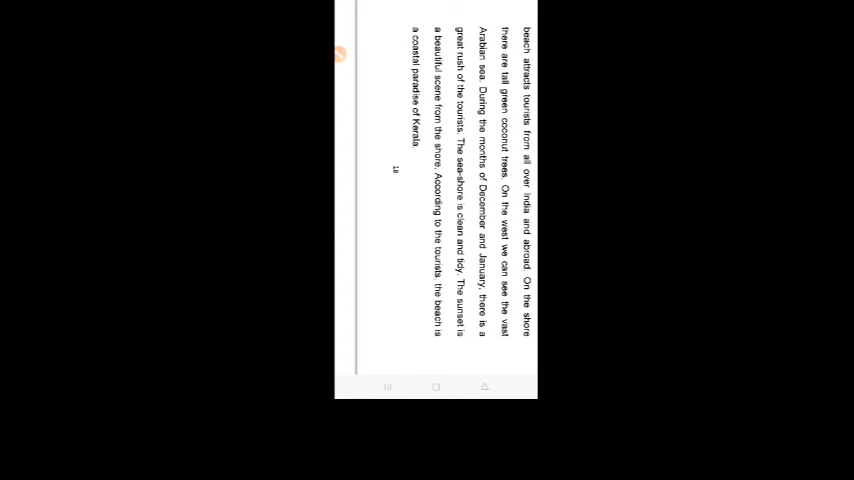 beach attracts tourists from all over India and abroad. On the shore
there are tall green coconut trees. On the west we can see the vast
Arabian sea. During the months of December and January, there is a
great rush of the tourists. The sea-shore is clean and tidy. The sunset is
a beautiful scene from the shore. According to the tourists, the beach is
a coastal paradise of Kerala.
18